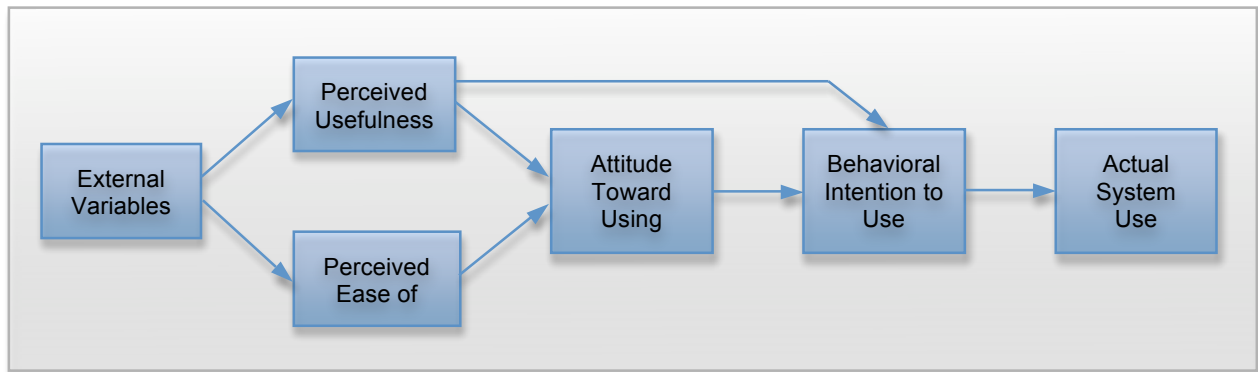 External
Variables
Perceived
Usefulness
Perceived
Ease of
Attitude
Toward
Using
Behavioral
Intention to
Use
Actual
System
Use